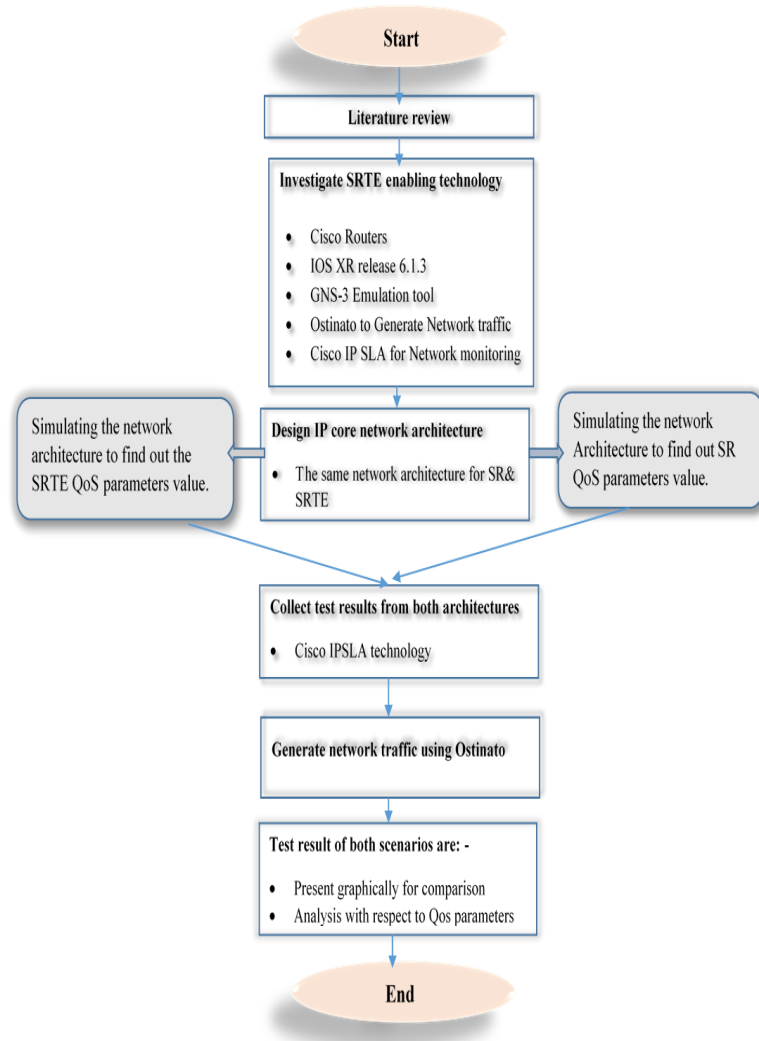 Start
Literature review
Investigate SRTE enabling technology
• Cisco Routers
• IOS XR release 6.1.3
• GNS-3 Emulation tool
• Ostinato to Generate Network traffic
• Cisco IP SLA for Network monitoring
Simulating the network
architecture to find out the
SRTE QoS parameters value.
Design IP core network architecture
• The same network architecture for SR&
SRTE
Simulating the network
Architecture to find out SR
QoS parameters value.
Collect test results from both architectures
• Cisco IPSLA technology
Generate network traffic using Ostinato
Test result of both scenarios are: -
• Present graphically for comparison
• Analysis with respect to Qos parameters
End